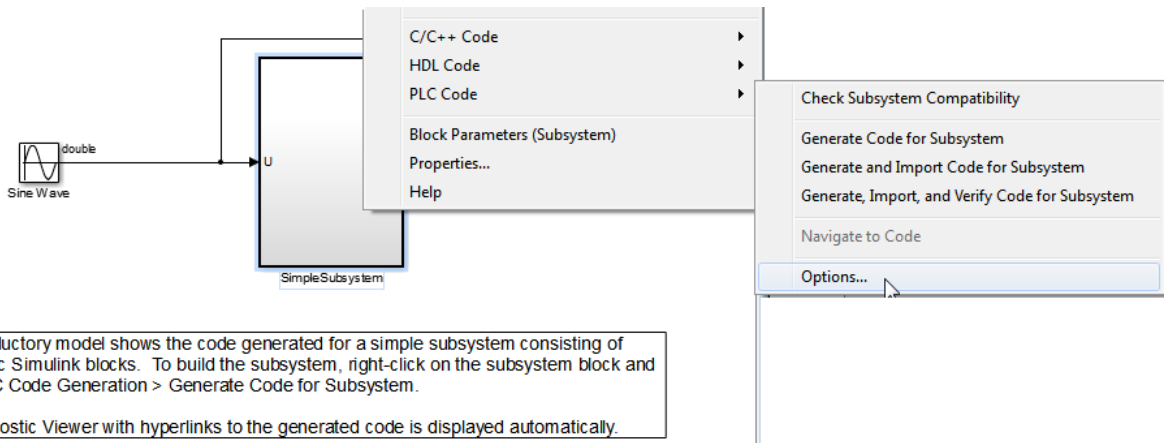 C/C++ Code
HDL Code
PLC Code
Block Parameters (Subsystem)
Properties...
Help
Check Subsystem Compatibility
Generate Code for Subsystem
Generate and Import Code for Subsystem
Generate, Import, and Verify Code for Subsystem
Navigate to Code
Options...
double
Sine Wave
U
SimpleSubsystem
model shows the code generated for a simple subsystem consisting of
Simulink blocks. To build the subsystem, right-click on the subsystem block and
Code Generation > Generate Code for Subsystem.
Viewer with hyperlinks to the generated code is displayed automatically.